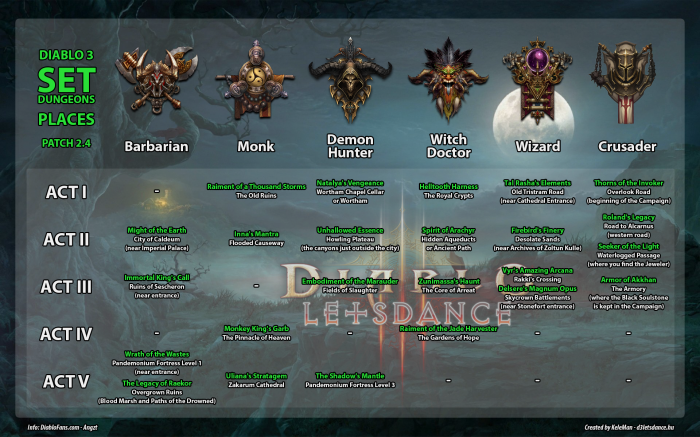 DIABLO 3
SET
DUNGEONS
PLACES
PATCH 2.4
Barbarian
Monk
Demon
Hunter
Witch
Doctor
Wizard
Crusader
ACT I
-
Raiment of a Thousand Storms
The Old Ruins
Natalya's Vengeance
Wortham Chapel Cellar
or Wortham
Helltooth Harness
The Royal Crypts
Tal Rasha's Elements
Old Tristram Road
(near Cathedral Entrance)
Thorns of the Invoker
Overlook Road
(beginning of the Campaign)
ACT II
Might of the Earth
City of Caldeum
(near Imperial Palace)
Inna's Mantra
Flooded Causeway
Unhallowed Essence
Howling Plateau
(the canyons just outside the city)
Spirit of Arachyr
Hidden Aqueducts
or Ancient Path
Firebird's Finery
Desolate Sands
(near Archives of Zoltun Kulle)
Roland's Legacy
Road to Alcarnus
(western road)
Seeker of the Light
Waterlogged Passage
(where you find the Jeweler)
ACT III
Immortal King's Call
Ruins of Sescheron
(near entrance)
-
Embodiment of the Marauder
Fields of Slaughter
Zunimassa's Haunt
The Core of Arreat
Vyr's Amazing Arcana
Rakkis Crossing
Delsere's Magnum Opus
Skycrown Battlements
(near Stonefort entrance)
Armor of Akkhan
The Armory
(where the Black Soulstone
is kept in the Campaign)
DIABLO
LETSDANCE
ACT IV
-
Monkey King's Garb
The Pinnacle of Heaven
-
Raiment of the Jade Harvester
The Gardens of Hope
-
-
ACT V
Wrath of the Wastes
Pandemonium Fortress Level 1
(near entrance)
The Legacy of Raekor
Overgrown Ruins
(Blood Marsh and Paths of the Drowned)
Uliana's Stratagem
Zakarum Cathedral
The Shadow's Mantle
Pandemonium Fortress Level 3
-
-
-
Info: DiabloFans.com - Angzt
Created by KeleMan - d3letsdance.hu